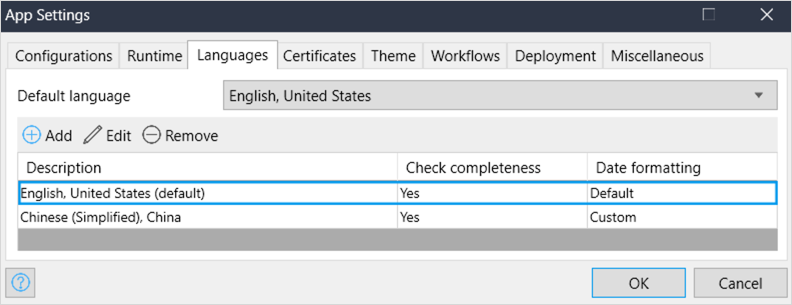 App Settings
Configurations Runtime Languages Certificates Theme Workflows Deployment Miscellaneous
Default language English, United States
Add Edit Remove
Description Check completeness Date formatting
English, United States (default) Yes Default
Chinese (Simplified), China Yes Custom
? OK Cancel